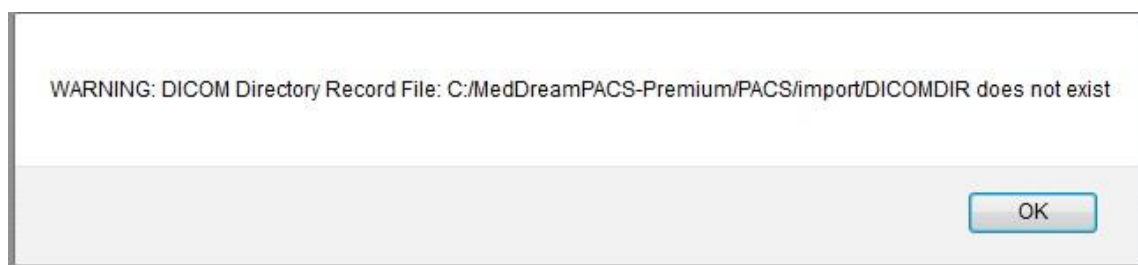 WARNING: DICOM Directory Record File: C:/MedDreamPACS-Premium/PACS/import/DICOMDIR does not exist
OK